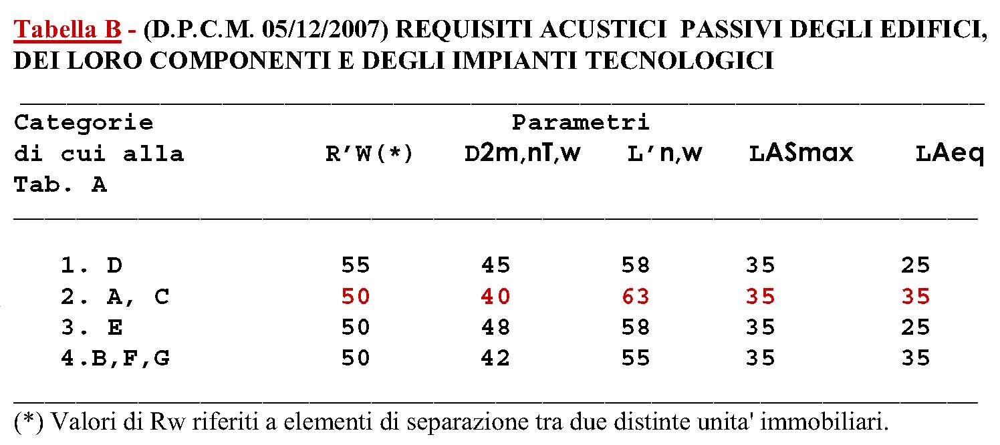 Tabella B - (D.P.C.M. 05/12/2007) REQUISITI ACUSTICI PASSIVI DEGLI EDIFICI,
DEI LORO COMPONENTI E DEGLI IMPIANTI TECNOLOGICI
Categorie Parametri
di cui alla R’W(*) D2m,nT,w L’n,w LASmax LAeq
Tab. A
1. D 55 45 58 35 25
2. A, C 50 40 63 35 35
3. E 50 48 58 35 25
4.B,F,G 50 42 55 35 35
(*) Valori di Rw riferiti a elementi di separazione tra due distinte unita' immobiliari.